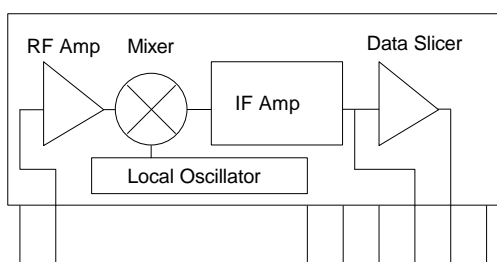 RF Amp
Mixer
Data Slicer
IF Amp
Local Oscillator